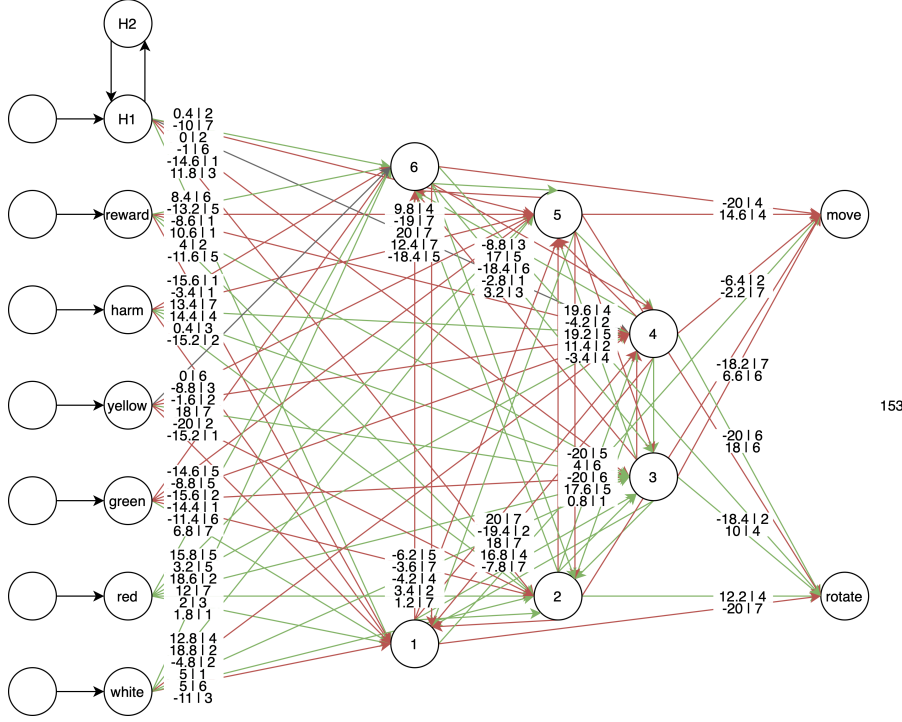 H2
H1
0.4 | 2
-10 | 7
0 | 2
-1 | 6
-14.6 | 1
11.8 | 3
6
reward
8.4 | 6
-13.2 | 5
-8.6 | 1
10.6 | 1
4 | 2
-11.6 | 5
9.8 | 4
-19 | 7
20 | 7
12.4 | 7
-18.4 | 5
5
-20 | 4
14.6 | 4
move
-8.8 | 3
17 | 5
-18.4 | 6
-2.8 | 1
3.2 | 3
-6.4 | 2
-2.2 | 7
harm
-15.6 | 1
-3.4 | 1
13.4 | 7
14.4 | 4
0.4 | 3
-15.2 | 2
19.6 | 4
-4.2 | 2
19.2 | 5
11.4 | 2
-3.4 | 4
4
-18.2 | 7
6.6 | 6
yellow
0 | 6
-8.8 | 3
-1.6 | 2
18 | 7
-20 | 2
-15.2 | 1
153
-20 | 6
18 | 6
green
-14.6 | 5
-8.8 | 5
-15.6 | 2
-14.4 | 1
-11.4 | 6
6.8 | 7
-20 | 5
4 | 6
-20 | 6
17.6 | 5
0.8 | 1
3
20 | 7
-19.4 | 2
18 | 7
16.8 | 4
-7.8 | 7
-18.4 | 2
10 | 4
red
15.8 | 5
3.2 | 5
18.6 | 2
12 | 7
2 | 3
1.8 | 1
-6.2 | 5
-3.6 | 7
-4.2 | 4
3.4 | 2
1.2 | 7
2
12.2 | 4
-20 | 7
rotate
1
white
12.8 | 4
18.8 | 2
-4.8 | 2
5 | 1
5 | 6
-11 | 3